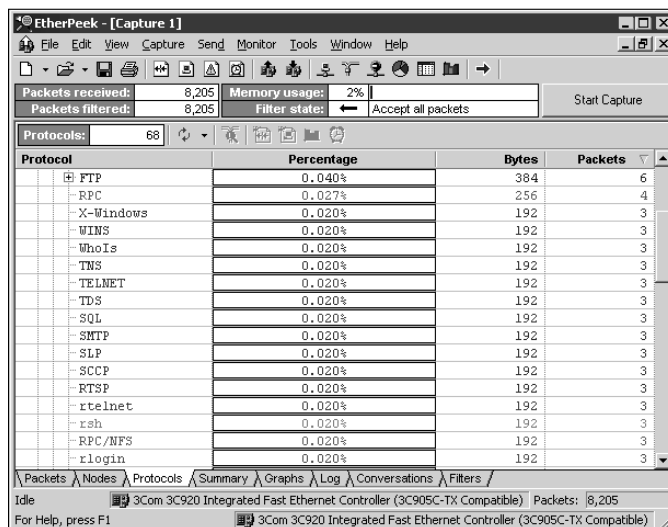 EtherPeek - [Capture 1]
File Edit View Capture Send Monitor Tools Window Help
Packets received: 8,205 Memory usage: 2%
Packets filtered: 8,205 Filter state: Accept all packets
Start Capture
Protocols: 68
Protocol Percentage Bytes Packets
FTP 0.040% 384 6
RPC 0.027% 256 4
X-Windows 0.020% 192 3
WINS 0.020% 192 3
WhoIs 0.020% 192 3
TNS 0.020% 192 3
TELNET 0.020% 192 3
TDS 0.020% 192 3
SQL 0.020% 192 3
SMTP 0.020% 192 3
SLP 0.020% 192 3
SCCP 0.020% 192 3
RTSP 0.020% 192 3
rtelnet 0.020% 192 3
rsh 0.020% 192 3
RPC/NFS 0.020% 192 3
rlogin 0.020% 192 3
Packets Nodes Protocols Summary Graphs Log Conversations Filters
Idle 3Com 3C920 Integrated Fast Ethernet Controller (3C905C-TX Compatible) Packets: 8,205
For Help, press F1 3Com 3C920 Integrated Fast Ethernet Controller (3C905C-TX Compatible)